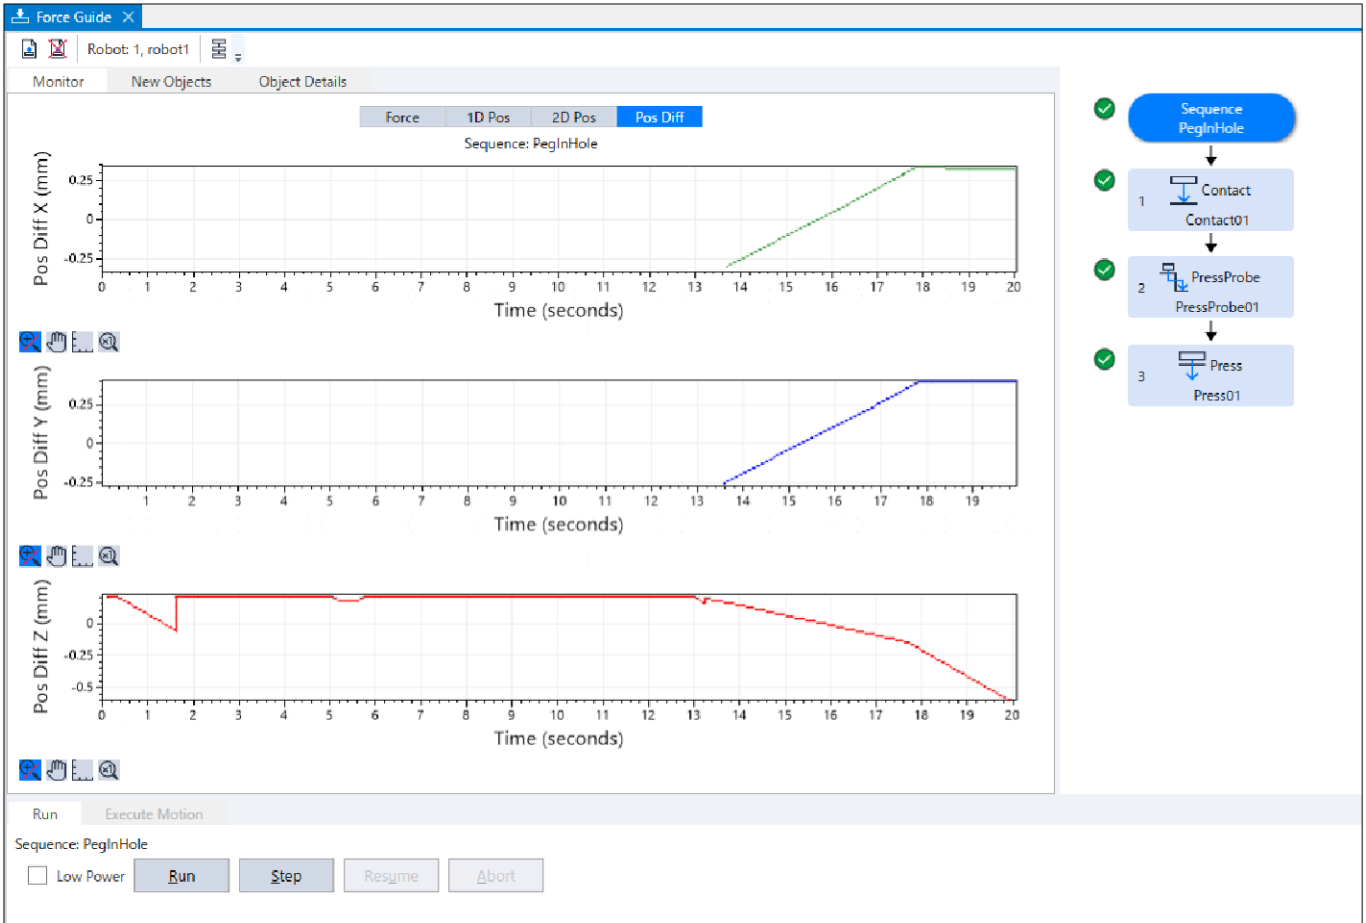 Force Guide
Robot: 1, robot1
Monitor New Objects Object Details
Force 1D Pos 2D Pos Pos Diff
Sequence: PegInHole
Pos Diff X (mm)
0.25
0
-0.25
0 1 2 3 4 5 6 7 8 9 10 11 12 13 14 15 16 17 18 19 20
Time (seconds)
Pos Diff Y (mm)
0.25
0
-0.25
1 2 3 4 5 6 7 8 9 10 11 12 13 14 15 16 17 18 19
Time (seconds)
Pos Diff Z (mm)
0
-0.25
-0.5
0 1 2 3 4 5 6 7 8 9 10 11 12 13 14 15 16 17 18 19 20
Time (seconds)
Sequence
PegInHole
1 Contact
Contact01
2 PressProbe
PressProbe01
3 Press
Press01
Run Execute Motion
Sequence: PegInHole
Low Power Run Step Resume Abort